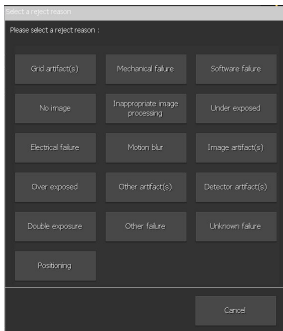 Select a reject reason
Please select a reject reason :
Grid artifact(s)
Mechanical failure
Software failure
No image
Inappropriate image
processing
Under exposed
Electrical failure
Motion blur
Image artifact(s)
Over exposed
Other artifact(s)
Detector artifact(s)
Double exposure
Other failure
Unknown failure
Positioning
Cancel